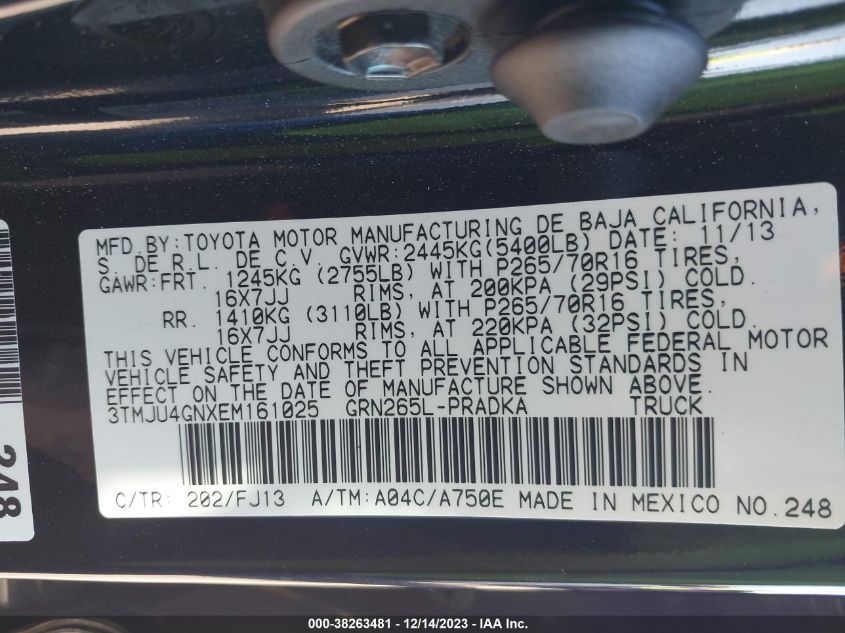 MFD.BY:TOYOTA MOTOR MANUFACTURING DE BAJA CALIFORNIA,
S. DE R.L. DE C.V. GVWR:2445KG(5400LB) DATE: 11/13
GAWR:FRT. 1245KG (2755LB) WITH P265/70R16 TIRES,
16X7JJ RIMS, AT 200KPA (29PSI) COLD.
RR. 1410KG (3110LB) WITH P265/70R16 TIRES,
16X7JJ RIMS, AT 220KPA (32PSI) COLD.
THIS VEHICLE CONFORMS TO ALL APPLICABLE FEDERAL MOTOR
VEHICLE SAFETY AND THEFT PREVENTION STANDARDS IN
EFFECT ON THE DATE OF MANUFACTURE SHOWN ABOVE.
3TMJU4GNXEM161025 GRN265L-PRADKA TRUCK
C/TR: 202/FJ13 A/TM:A04C/A750E MADE IN MEXICO NO.248
248
000-38263481 - 12/14/2023 - IAA Inc.